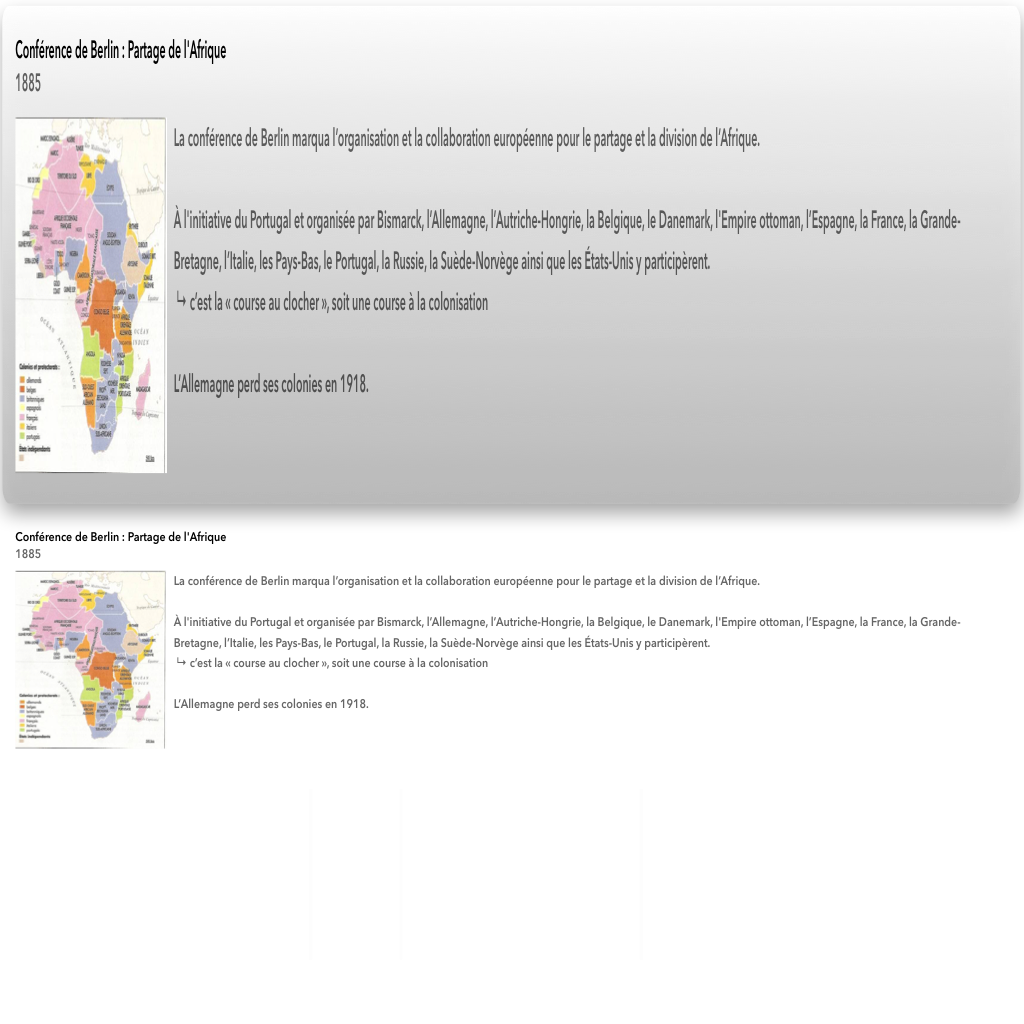 Conférence de Berlin : Partage de l'Afrique
1885
La conférence de Berlin marqua l’organisation et la collaboration européenne pour le partage et la division de l’Afrique.
À l'initiative du Portugal et organisée par Bismarck, l’Allemagne, l’Autriche-Hongrie, la Belgique, le Danemark, l'Empire ottoman, l’Espagne, la France, la Grande-
Bretagne, l’Italie, les Pays-Bas, le Portugal, la Russie, la Suède-Norvège ainsi que les États-Unis y participèrent.
↳ c’est la « course au clocher », soit une course à la colonisation
L’Allemagne perd ses colonies en 1918.
Colonies et protectorats :
allemands
belges
britanniques
espagnols
français
italiens
portugais
États indépendants
Conférence de Berlin : Partage de l'Afrique
1885
La conférence de Berlin marqua l’organisation et la collaboration européenne pour le partage et la division de l’Afrique.
À l'initiative du Portugal et organisée par Bismarck, l’Allemagne, l’Autriche-Hongrie, la Belgique, le Danemark, l'Empire ottoman, l’Espagne, la France, la Grande-
Bretagne, l’Italie, les Pays-Bas, le Portugal, la Russie, la Suède-Norvège ainsi que les États-Unis y participèrent.
↳ c’est la « course au clocher », soit une course à la colonisation
L’Allemagne perd ses colonies en 1918.